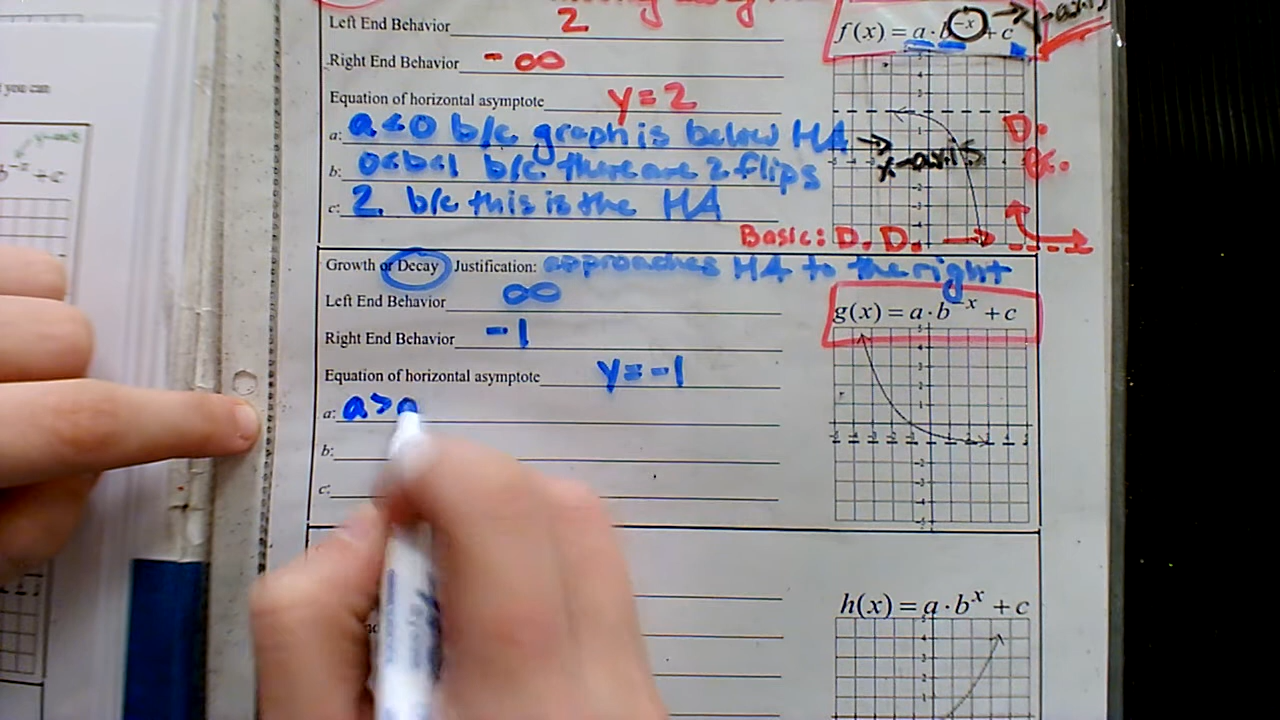 Left End Behavior 2
f(x) = a · b^-x + c
Right End Behavior - ∞
Equation of horizontal asymptote y = 2
a: a < 0 b/c graph is below HA
x-axis
D.
b: 0<b<1 b/c there are 2 flips
c: 2 b/c this is the HA
Basic: D. D.
Growth or Decay Justification: approaches HA to the right
Left End Behavior ∞
g(x) = a · b^-x + c
Right End Behavior -1
Equation of horizontal asymptote y = -1
a: a > 0
b:
c:
h(x) = a · b^x + c
you can
b^-x + c